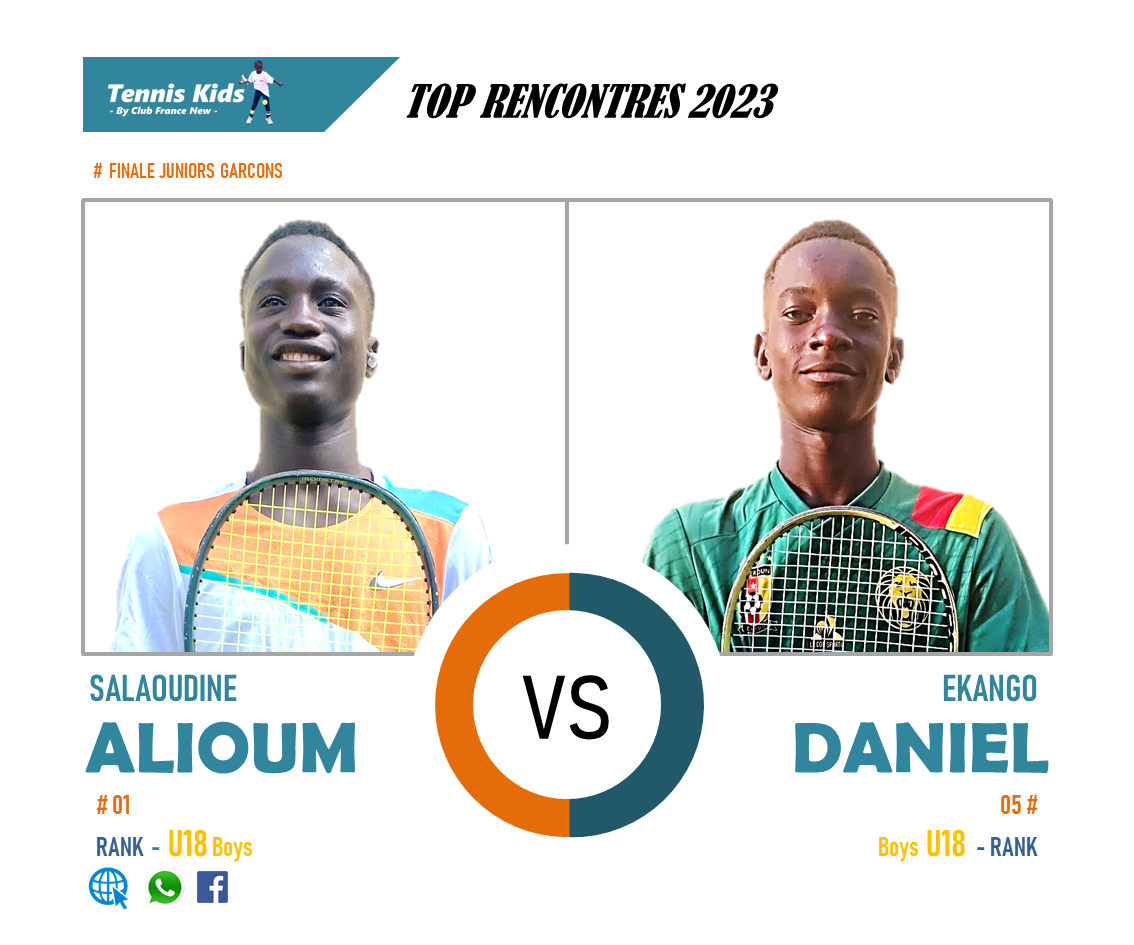 Tennis Kids
- By Club France New -
TOP RENCONTRES 2023
# FINALE JUNIORS GARCONS
ISOMETRIC
VS
SALAOUDINE
ALIOUM
# 01
RANK - U18 Boys
EKANGO
DANIEL
05 #
Boys U18 - RANK